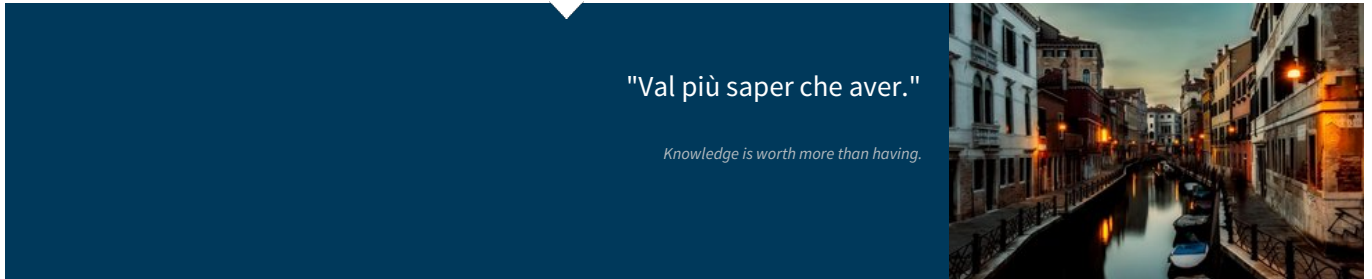 "Val più saper che aver."
Knowledge is worth more than having.